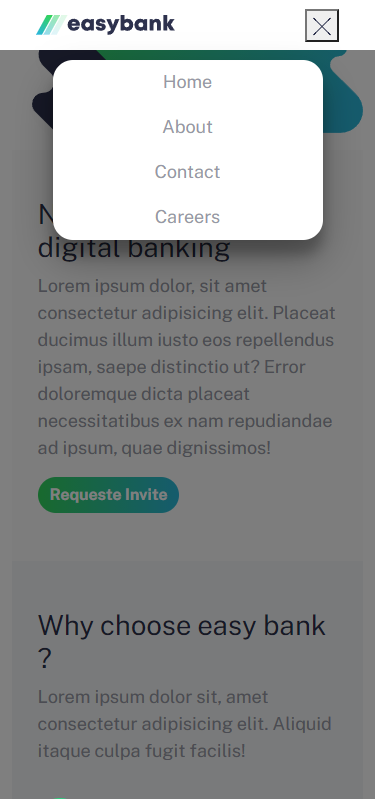 easybank
Home
About
Contact
Careers
digital banking
Lorem ipsum dolor, sit amet
consectetur adipisicing elit. Placeat
ducimus illum iusto eos repellendus
ipsam, saepe distinctio ut? Error
doloremque dicta placeat
necessitatibus ex nam repudiandae
ad ipsum, quae dignissimos!
Requeste Invite
Why choose easy bank
?
Lorem ipsum dolor sit, amet
consectetur adipisicing elit. Aliquid
itaque culpa fugit facilis!